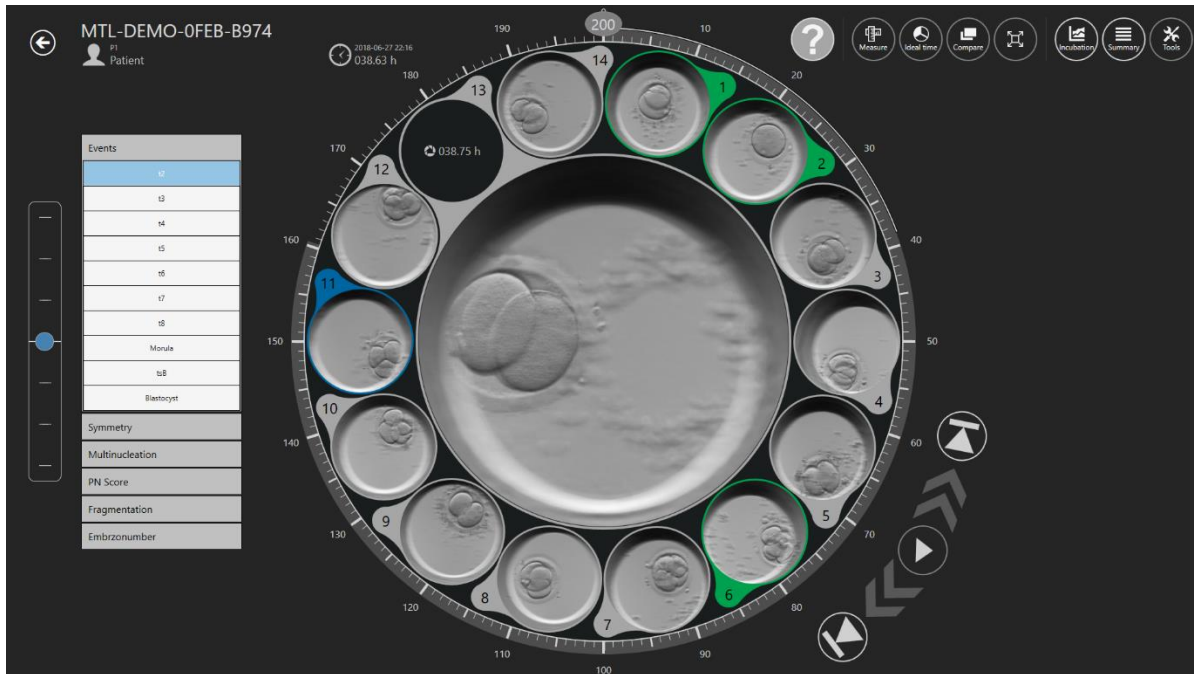 MTL-DEMO-0FEB-B974
P1
Patient
2018-06-27 22:16
038.63 h
?
Measure
Ideal time
Compare
Incubation
Summary
Tools
Events
t2
t3
t4
t5
t6
t7
t8
Morula
tsB
Blastocyst
Symmetry
Multinucleation
PN Score
Fragmentation
Embrzonumber
200
10
20
30
40
50
60
70
80
90
100
110
120
130
140
150
160
170
180
190
1
2
3
4
5
6
7
8
9
10
11
12
13
14
038.75 h